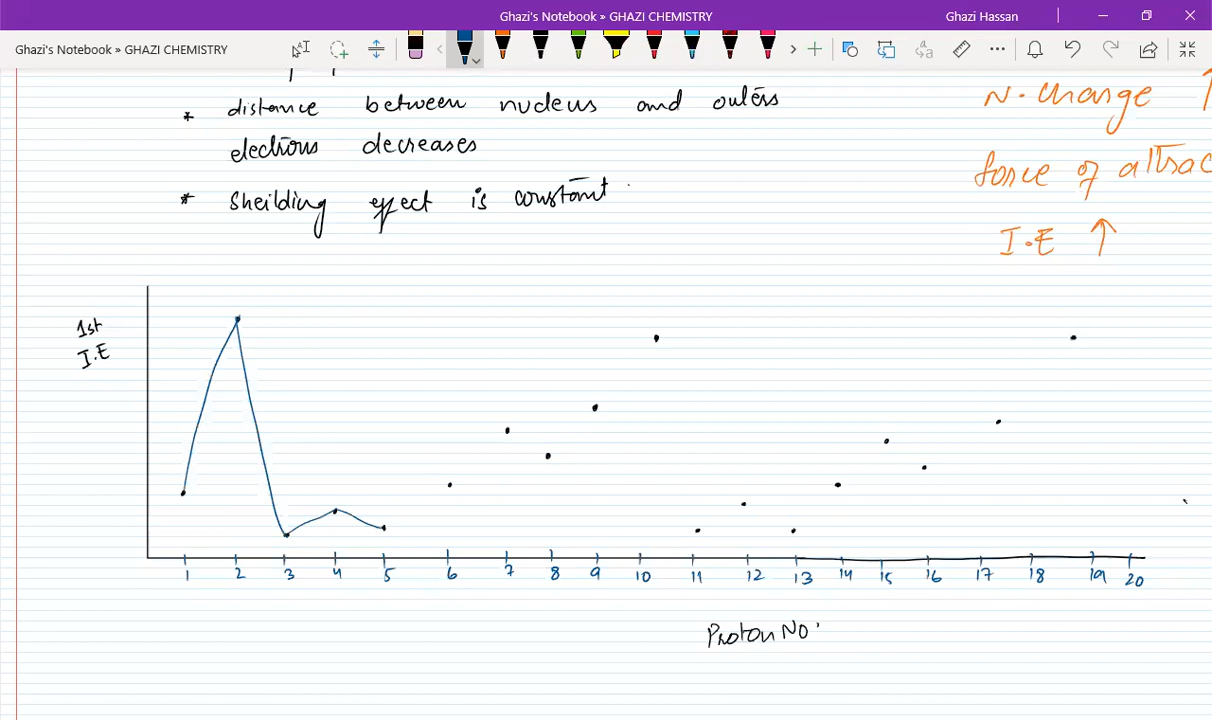 Ghazi's Notebook » GHAZI CHEMISTRY
Ghazi Hassan
Ghazi's Notebook » GHAZI CHEMISTRY
* distance between nucleus and outers
electrons decreases
* Sheilding effect is constant
N. Charge ↑
force of attrac
I.E ↑
1st
I.E
1 2 3 4 5 6 7 8 9 10 11 12 13 14 15 16 17 18 19 20
Proton No.